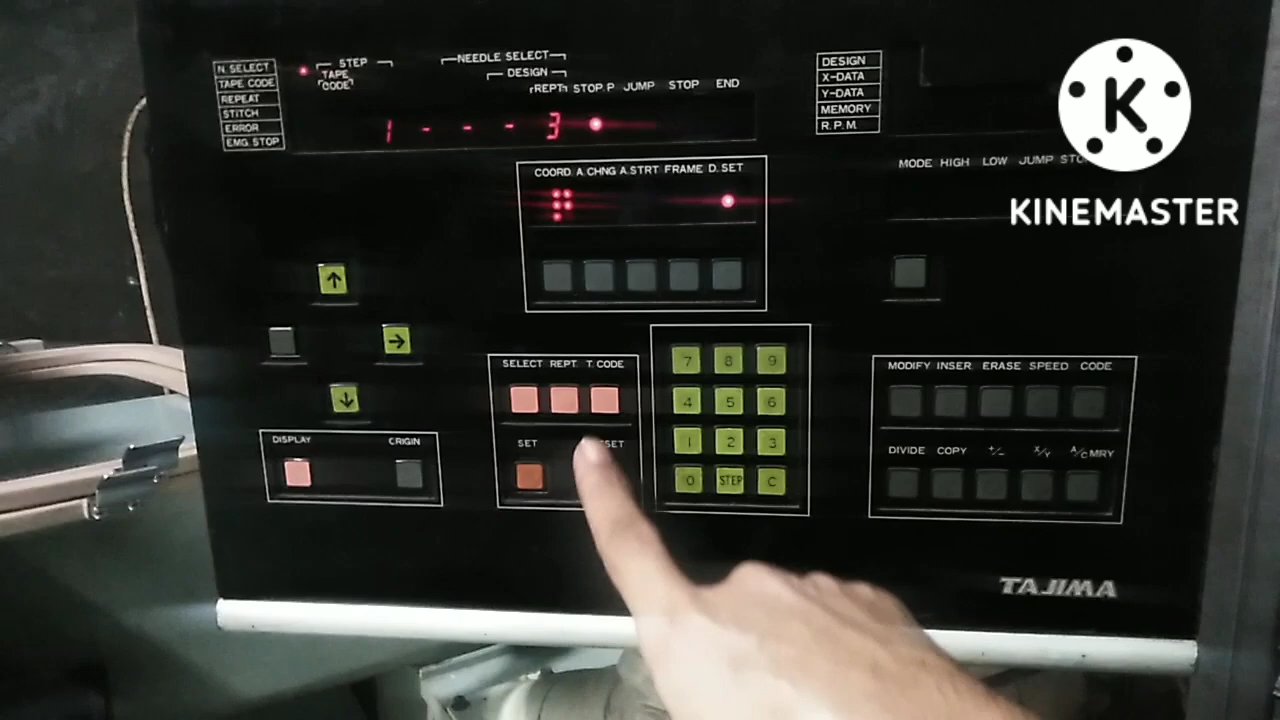 N. SELECT
TAPE CODE
REPEAT
STITCH
ERROR
EMG. STOP
STEP
TAPE
CODE
NEEDLE SELECT
DESIGN
REPT STOP. P JUMP STOP END
1 - - - 3
DESIGN
X-DATA
Y-DATA
MEMORY
R.P.M.
K
KINEMASTER
MODE HIGH LOW JUMP
COORD. A.CHNG A.STRT FRAME D. SET
SELECT REPT T. CODE
SET
7 8 9
4 5 6
1 2 3
0 STEP C
MODIFY INSER. ERASE SPEED CODE
DIVIDE COPY +/- X/Y A/C MRY
DISPLAY ORIGIN
TAJIMA